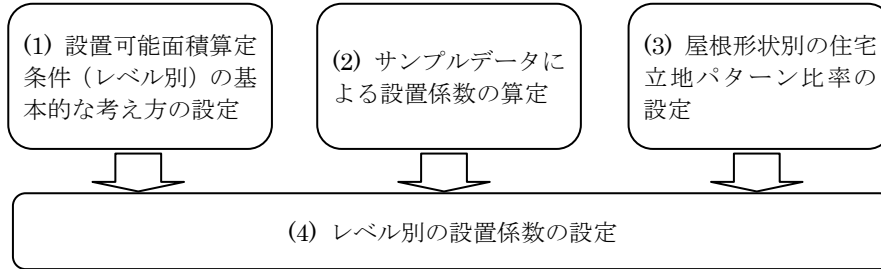 (1) 設置可能面積算定
条件（レベル別）の基
本的な考え方の設定
(2) サンプルデータに
よる設置係数の算定
(3) 屋根形状別の住宅
立地パターン比率の
設定
(4) レベル別の設置係数の設定